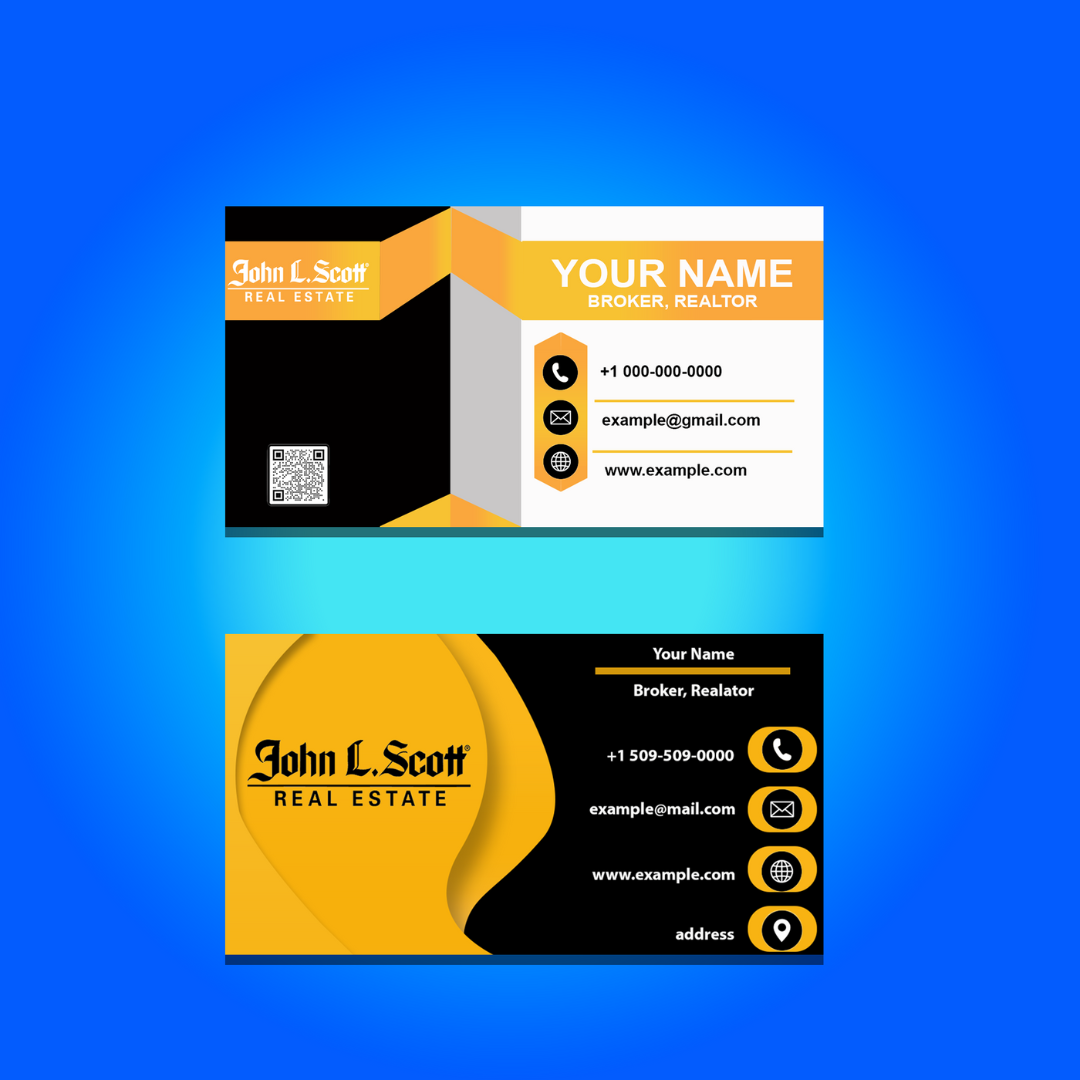 John L. Scott®
REAL ESTATE
YOUR NAME
BROKER, REALTOR
+1 000-000-0000
example@gmail.com
www.example.com
Your Name
Broker, Realator
John L. Scott®
REAL ESTATE
+1 509-509-0000
example@mail.com
www.example.com
address